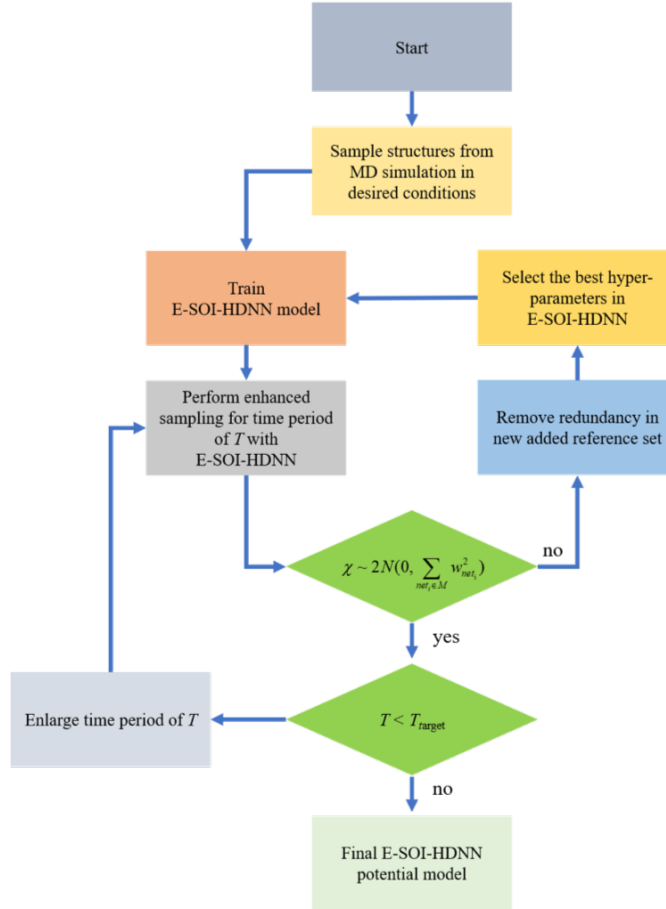 Start
Sample structures from
MD simulation in
desired conditions
Train
E-SOI-HDNN model
Select the best hyper-
parameters in
E-SOI-HDNN
Perform enhanced
sampling for time period
of T with
E-SOI-HDNN
Remove redundancy in
new added reference set
χ ~ 2N(0, ∑_{net_i∈M} w²_{net_i})
no
yes
Enlarge time period of T
T < T_target
no
Final E-SOI-HDNN
potential model